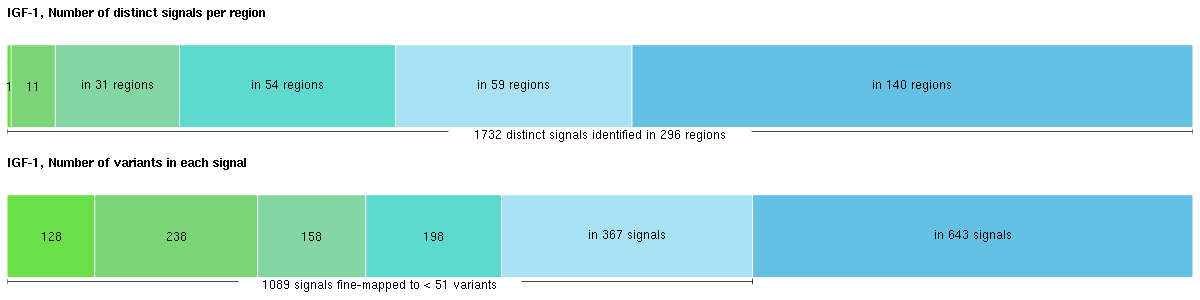 IGF-1, Number of distinct signals per region
1 11 in 31 regions in 54 regions in 59 regions in 140 regions
1732 distinct signals identified in 296 regions
IGF-1, Number of variants in each signal
128 238 158 198 in 367 signals in 643 signals
1089 signals fine-mapped to < 51 variants